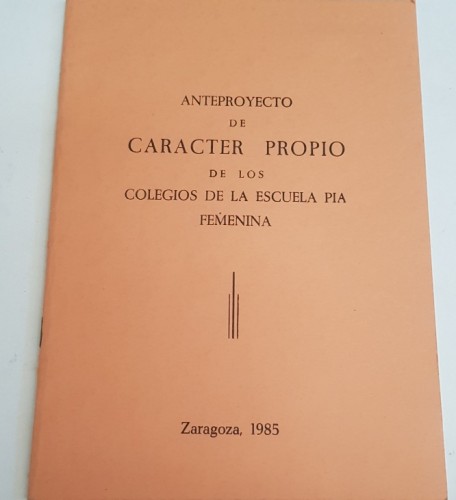 ANTEPROYECTO
DE
CARACTER PROPIO
DE LOS
COLEGIOS DE LA ESCUELA PIA
FEMENINA
Zaragoza, 1985